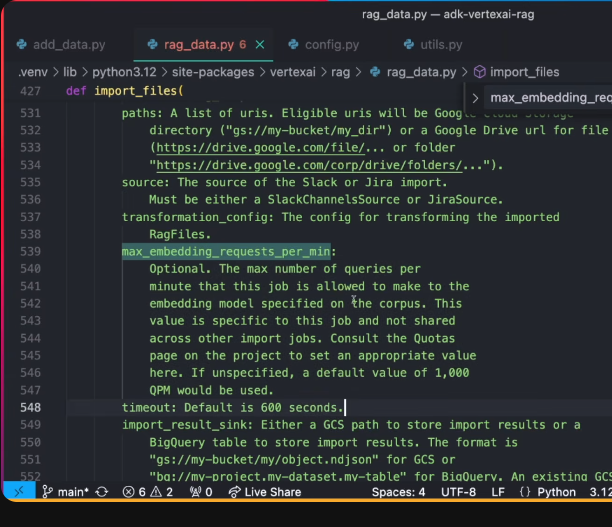 rag_data.py — adk-vertexai-rag
add_data.py rag_data.py 6 × config.py utils.py
.venv > lib > python3.12 > site-packages > vertexai > rag > rag_data.py > import_files
427 def import_files(
> max_embedding_req
531 paths: A list of uris. Eligible uris will be Google Cloud Storage
532 directory ("gs://my-bucket/my_dir") or a Google Drive url for file
533 (https://drive.google.com/file/... or folder
534 "https://drive.google.com/corp/drive/folders/...").
535 source: The source of the Slack or Jira import.
536 Must be either a SlackChannelsSource or JiraSource.
537 transformation_config: The config for transforming the imported
538 RagFiles.
539 max_embedding_requests_per_min:
540 Optional. The max number of queries per
541 minute that this job is allowed to make to the
542 embedding model specified on the corpus. This
543 value is specific to this job and not shared
544 across other import jobs. Consult the Quotas
545 page on the project to set an appropriate value
546 here. If unspecified, a default value of 1,000
547 QPM would be used.
548 timeout: Default is 600 seconds.
549 import_result_sink: Either a GCS path to store import results or a
550 BigQuery table to store import results. The format is
551 "gs://my-bucket/my/object.ndjson" for GCS or
552 "bq://my-project.my-dataset.my-table" for BigQuery. An existing GCS
main* 6 2 0 Live Share Spaces: 4 UTF-8 LF {} Python 3.12